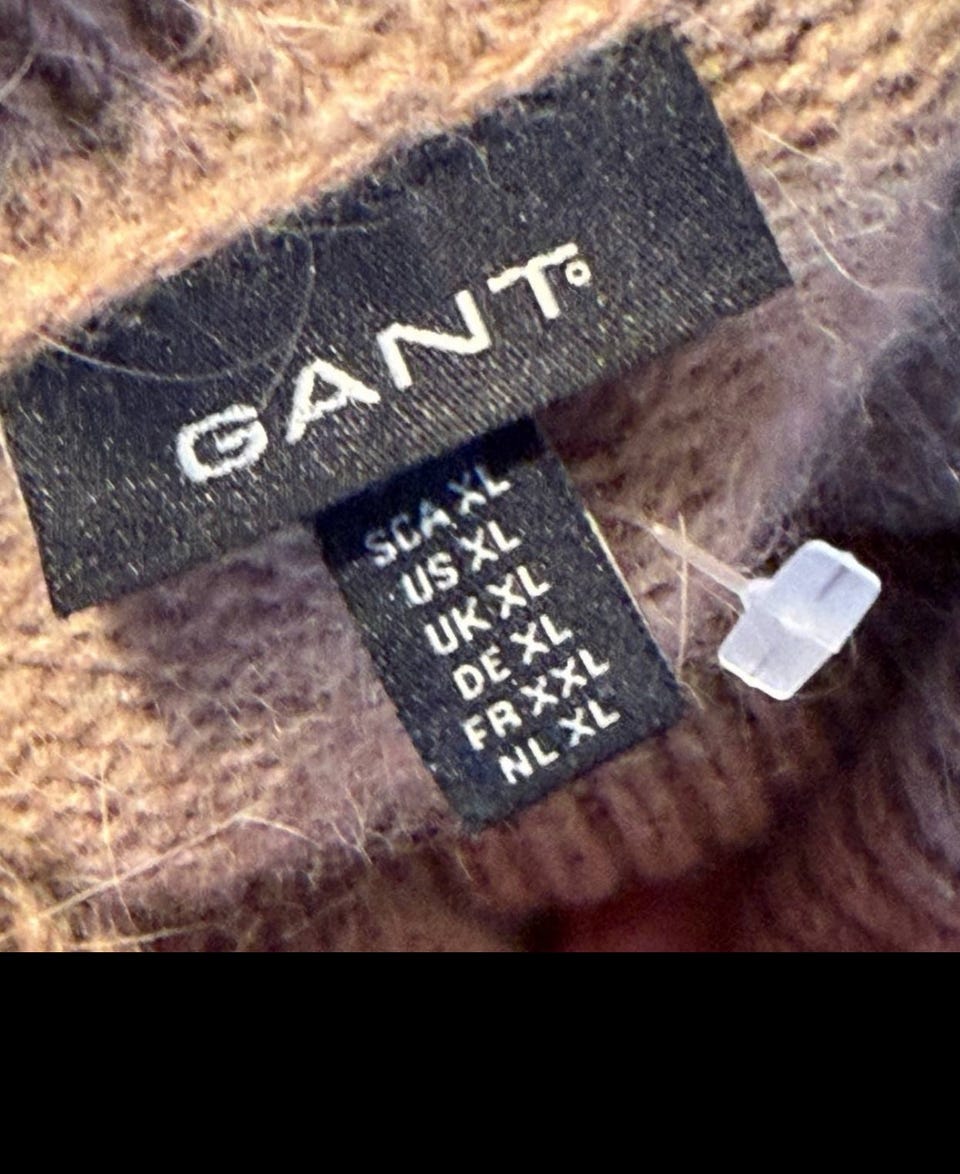 GANT
SCA XL
US XL
UK XL
DE XL
FR XXL
NL XL